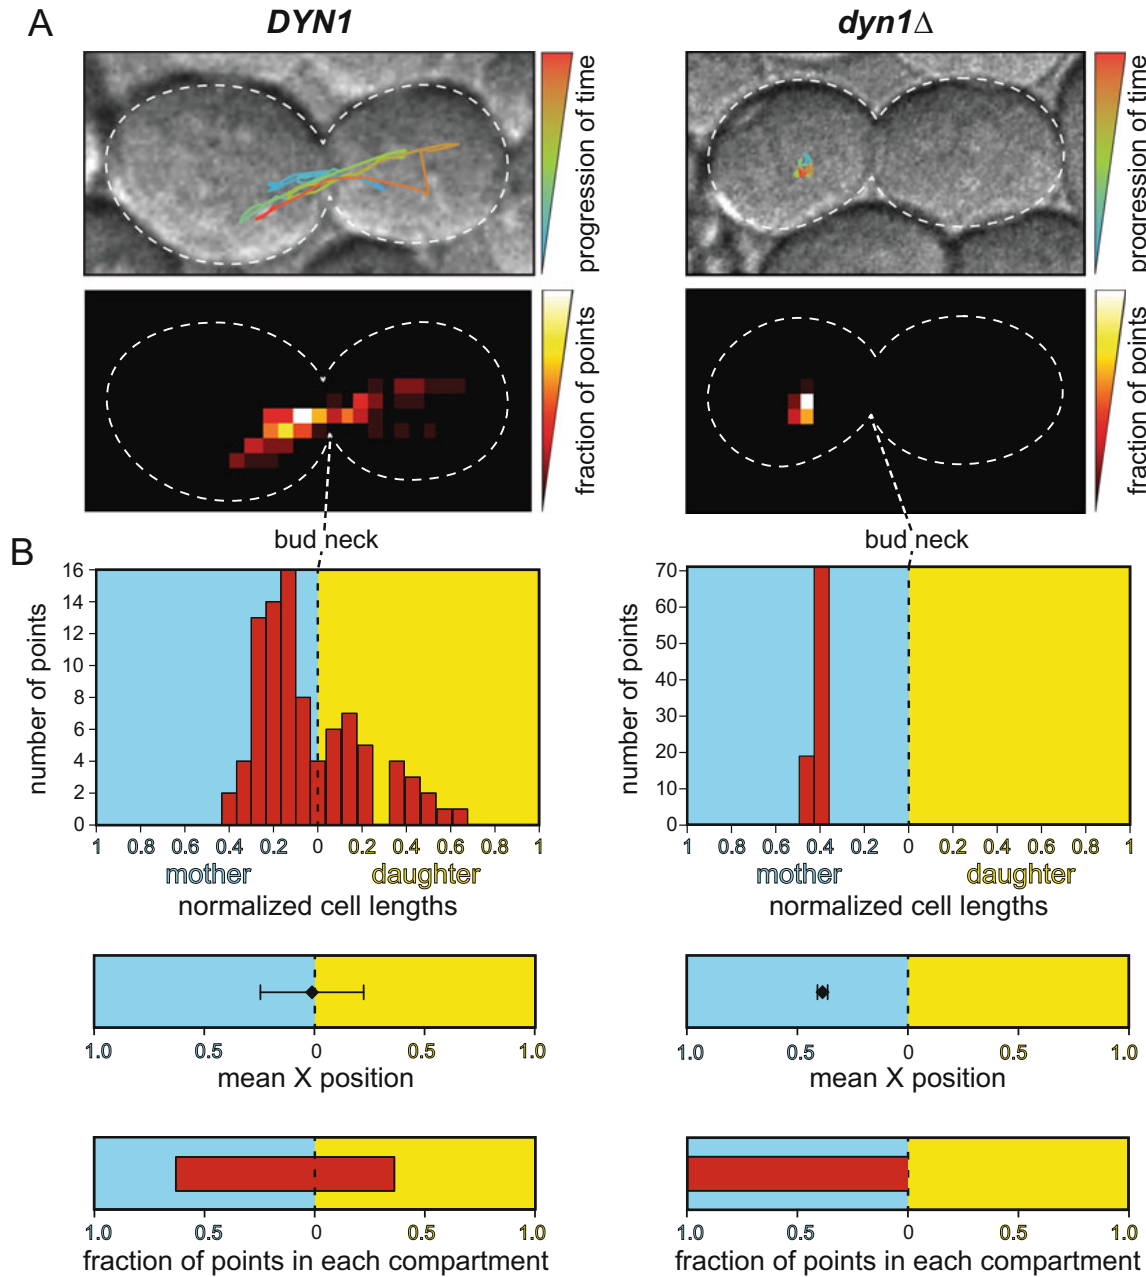 A
DYN1
dyn1Δ
progression of time
progression of time
fraction of points
fraction of points
bud neck
bud neck
B
number of points
16
14
12
10
8
6
4
2
0
1 0.8 0.6 0.4 0.2 0 0.2 0.4 0.6 0.8 1
mother daughter
normalized cell lengths
number of points
70
60
50
40
30
20
10
0
1 0.8 0.6 0.4 0.2 0 0.2 0.4 0.6 0.8 1
mother daughter
normalized cell lengths
1.0 0.5 0 0.5 1.0
mean X position
1.0 0.5 0 0.5 1.0
mean X position
1.0 0.5 0 0.5 1.0
fraction of points in each compartment
1.0 0.5 0 0.5 1.0
fraction of points in each compartment